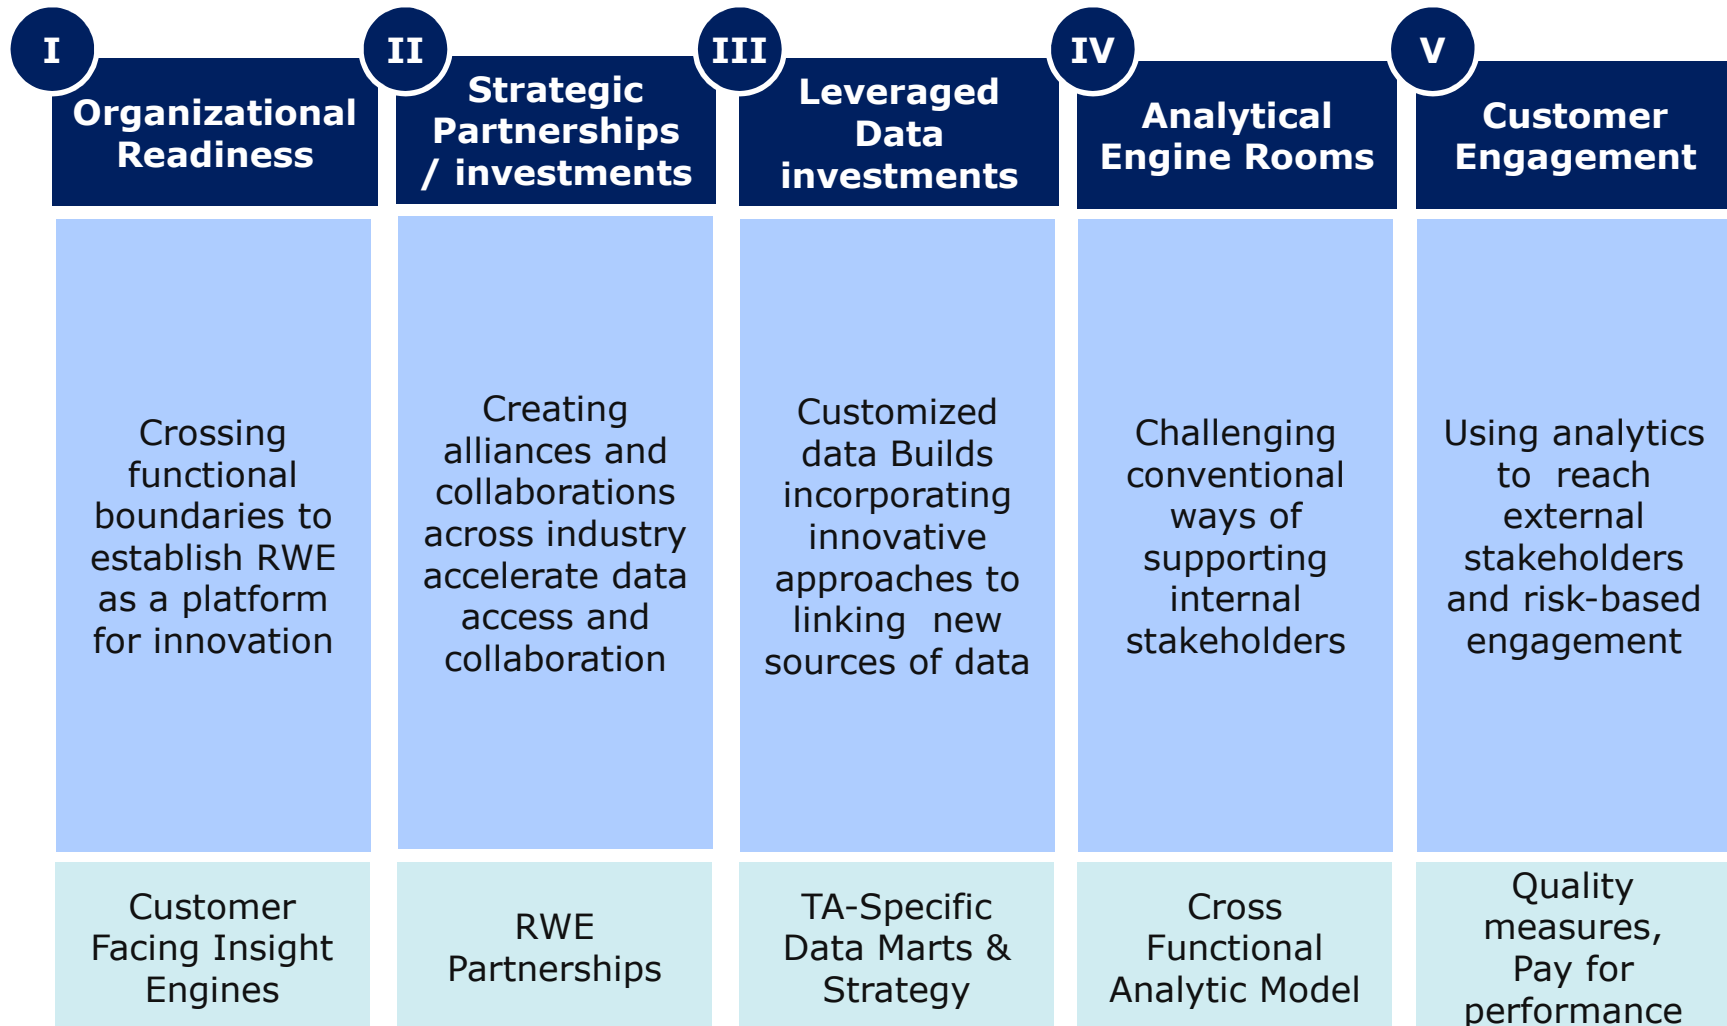 I
Organizational
Readiness
Crossing
functional
boundaries to
establish RWE
as a platform
for innovation
Customer
Facing Insight
Engines
II
Strategic
Partnerships
/ investments
Creating
alliances and
collaborations
across industry
accelerate data
access and
collaboration
RWE
Partnerships
III
Leveraged
Data
investments
Customized
data Builds
incorporating
innovative
approaches to
linking new
sources of data
TA-Specific
Data Marts &
Strategy
IV
Analytical
Engine Rooms
Challenging
conventional
ways of
supporting
internal
stakeholders
Cross
Functional
Analytic Model
V
Customer
Engagement
Using analytics
to reach
external
stakeholders
and risk-based
engagement
Quality
measures,
Pay for
performance